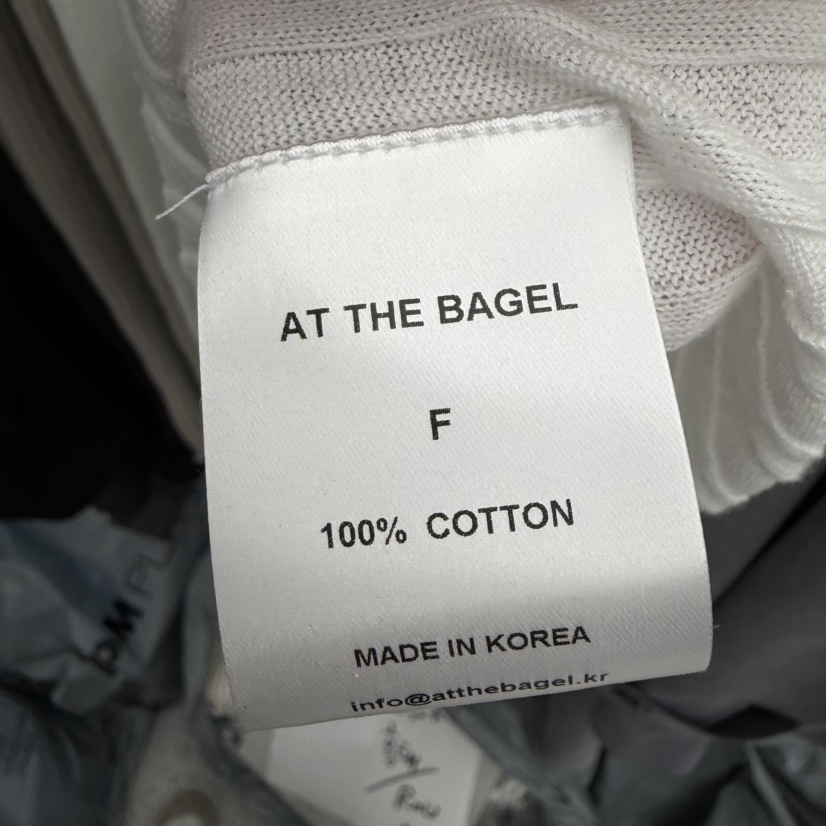 AT THE BAGEL
F
100% COTTON
MADE IN KOREA
info@atthebagel.kr